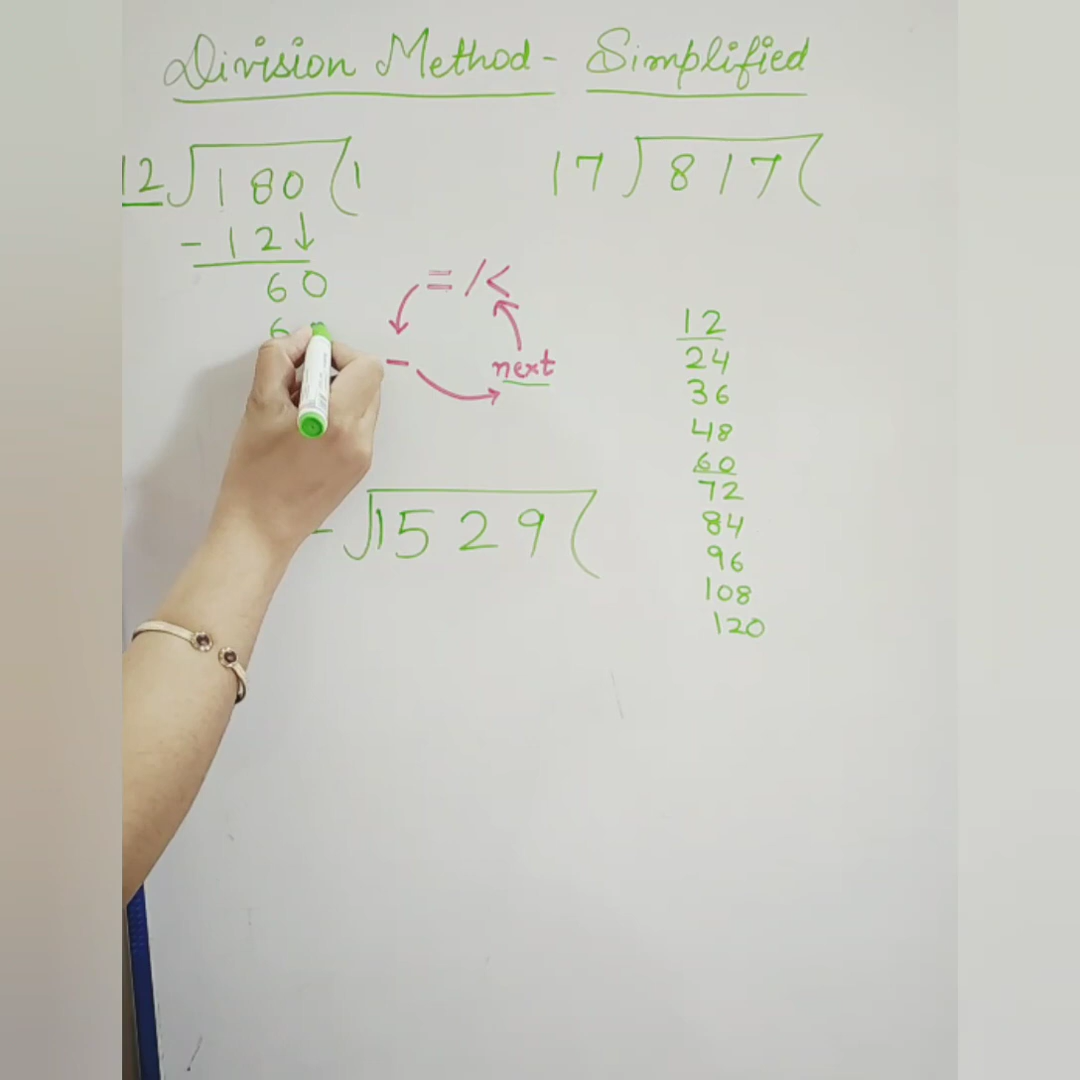 Division Method - Simplified
12 √ 180 ( 1
- 12 ↓
60
6
17 ) 817 (
= / <
-
next
12
24
36
48
60
72
84
96
108
120
1529 (